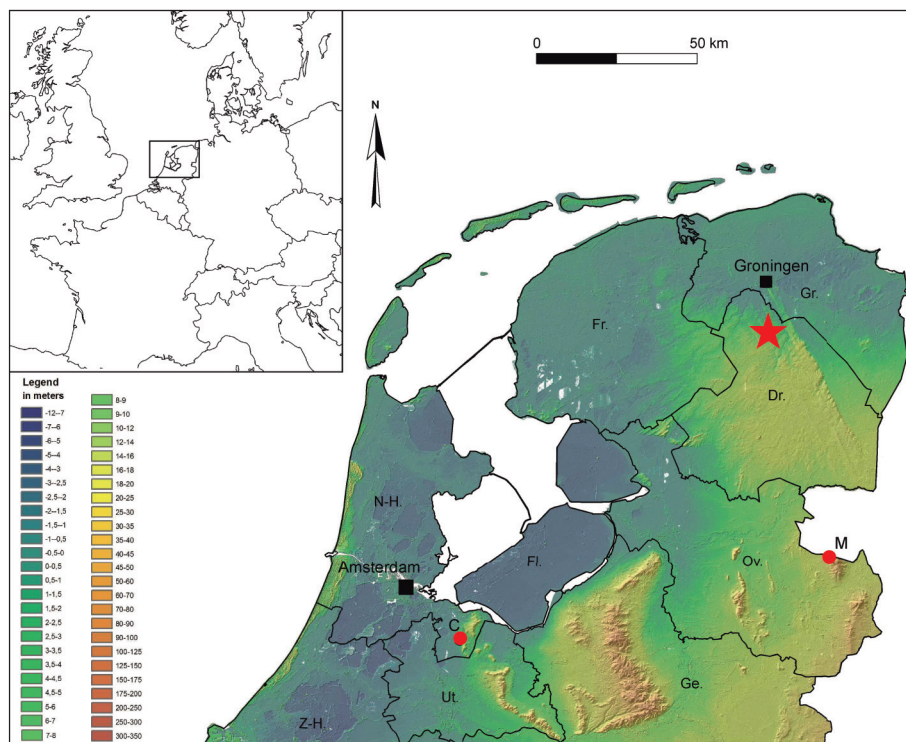 0 50 km
N
Groningen
Gr.
Fr.
Dr.
N-H.
M
Fl.
Ov.
Amsterdam
C
Ge.
Ut.
Z-H.
Legend
in meters
-12--7
-7--6
-6--5
-5--4
-4--3
-3--2,5
-2,5--2
-2--1,5
-1,5--1
-1--0,5
-0,5-0
0-0,5
0,5-1
1-1,5
1,5-2
2-2,5
2,5-3
3-3,5
3,5-4
4-4,5
4,5-5
5-6
6-7
7-8
8-9
9-10
10-12
12-14
14-16
16-18
18-20
20-25
25-30
30-35
35-40
40-45
45-50
50-60
60-70
70-80
80-90
90-100
100-125
125-150
150-175
175-200
200-250
250-300
300-350